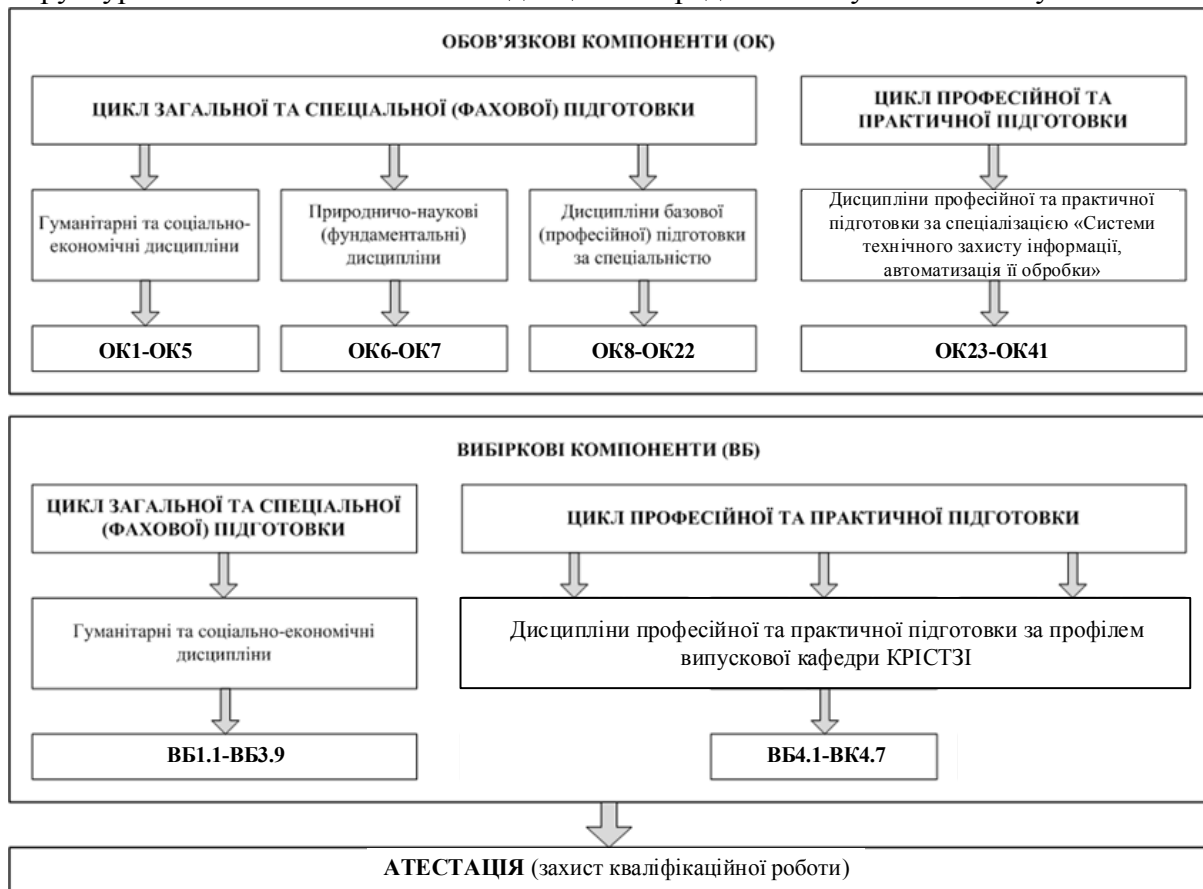 ОБОВ’ЯЗКОВІ КОМПОНЕНТИ (ОК)
ЦИКЛ ЗАГАЛЬНОЇ ТА СПЕЦІАЛЬНОЇ (ФАХОВОЇ) ПІДГОТОВКИ
ЦИКЛ ПРОФЕСІЙНОЇ ТА
ПРАКТИЧНОЇ ПІДГОТОВКИ
Гуманітарні та соціально-
економічні дисципліни
Природничо-наукові
(фундаментальні)
дисципліни
Дисципліни базової
(професійної) підготовки
за спеціальністю
Дисципліни професійної та практичної
підготовки за спеціалізацією «Системи
технічного захисту інформації,
автоматизація її обробки»
ОК1-ОК5
ОК6-ОК7
ОК8-ОК22
ОК23-ОК41
ВИБІРКОВІ КОМПОНЕНТИ (ВБ)
ЦИКЛ ЗАГАЛЬНОЇ ТА СПЕЦІАЛЬНОЇ
(ФАХОВОЇ) ПІДГОТОВКИ
ЦИКЛ ПРОФЕСІЙНОЇ ТА ПРАКТИЧНОЇ ПІДГОТОВКИ
Гуманітарні та соціально-економічні
дисципліни
Дисципліни професійної та практичної підготовки за профілем
випускової кафедри КРІСТЗІ
ВБ1.1-ВБ3.9
ВБ4.1-ВК4.7
АТЕСТАЦІЯ (захист кваліфікаційної роботи)